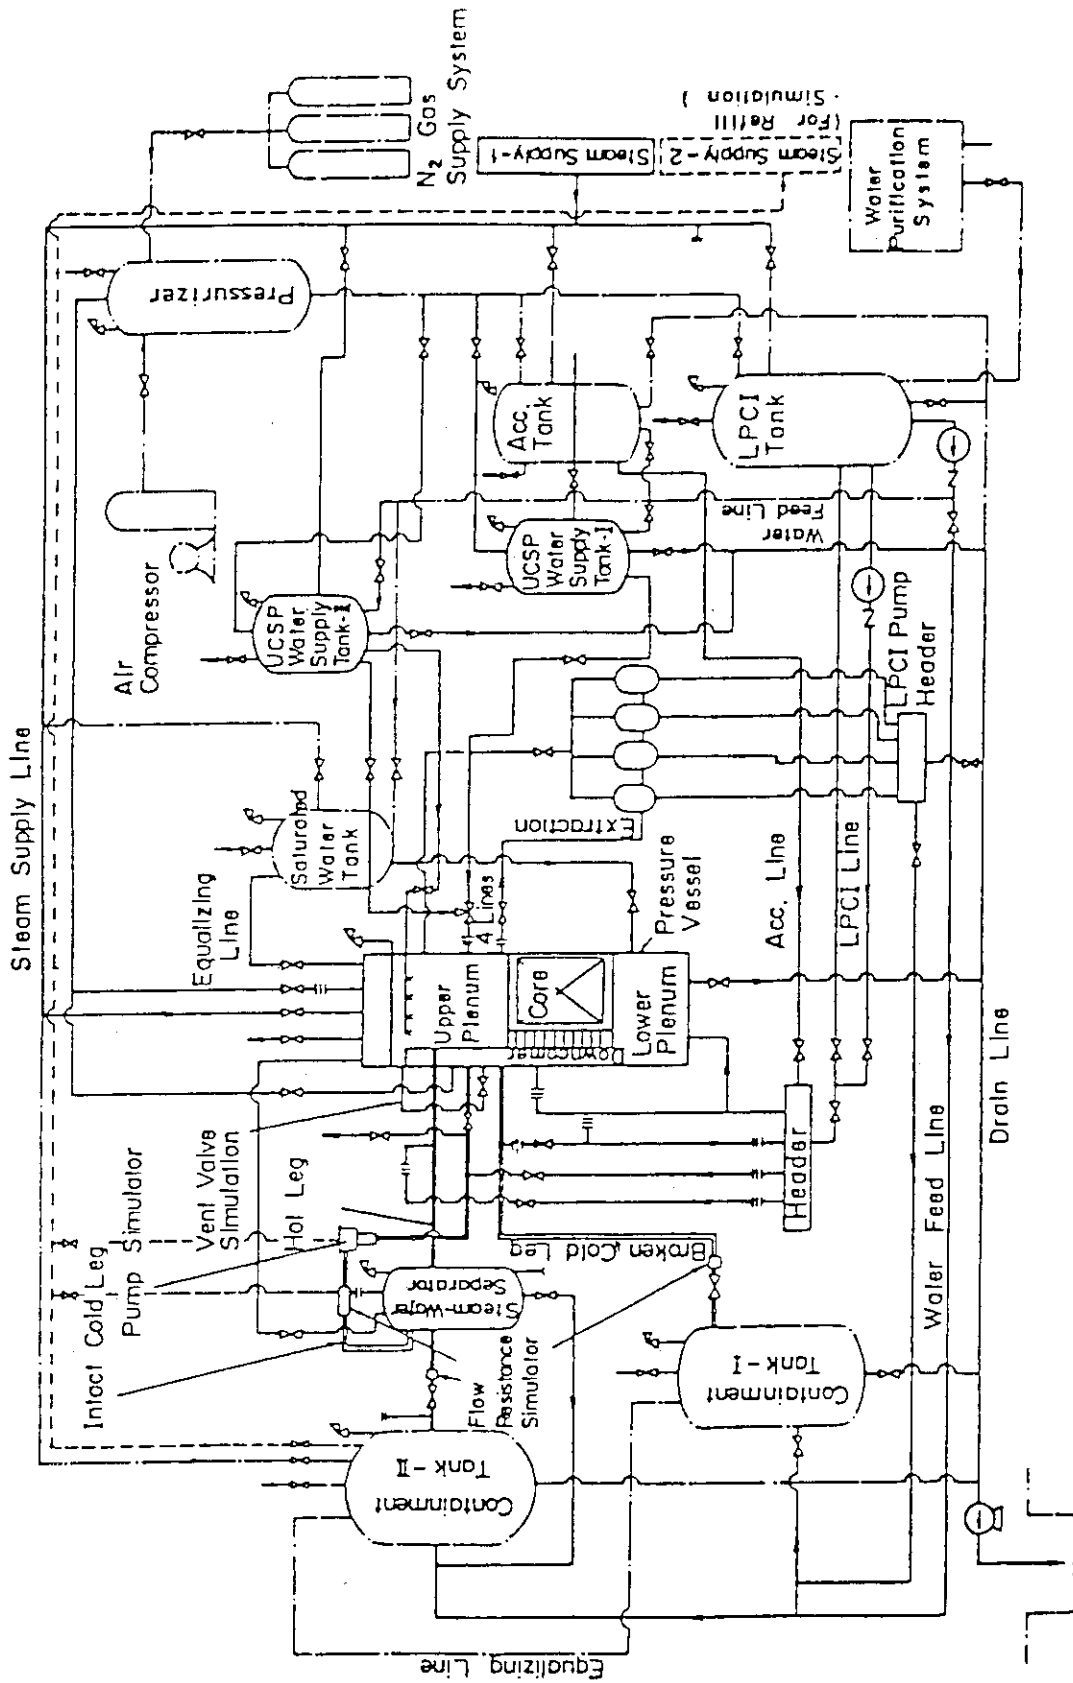 Steam Supply Line
N₂ Gas
Supply System
Steam Supply-1
Steam Supply-2
(For Refill
Simulation)
Water
Purification
System
Pressurizer
Air
Compressor
Acc.
Tank
LPCI
Tank
UCSP
Water
Supply
Tank-I
UCSP
Water
Supply
Tank-II
Water
Feed Line
LPCI Pump
Header
Extraction
Saturated
Water
Tank
Equalizing
Line
4 Lines
Pressure
Vessel
Upper
Plenum
Core
Downcomer
Lower
Plenum
Acc. Line
LPCI Line
Header
Vent Valve
Simulation
Hot Leg
Pump Simulator
Intact Cold Leg
Steam-Water
Separator
Broken Cold Leg
Flow
Resistance
Simulator
Containment
Tank-I
Containment
Tank-II
Water Feed Line
Drain Line
Equalizing Line